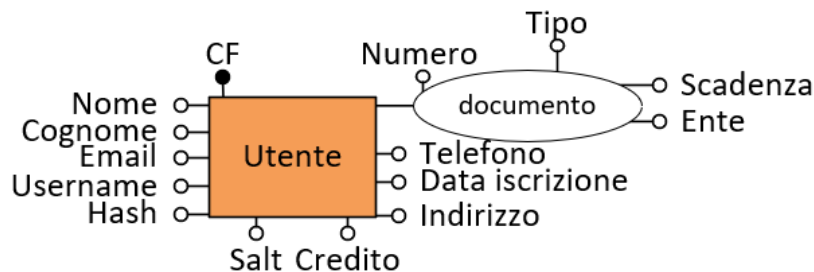 Tipo
CF
Numero
Scadenza
Nome
documento
Ente
Cognome
Email
Utente
Telefono
Username
Data iscrizione
Hash
Indirizzo
Salt
Credito